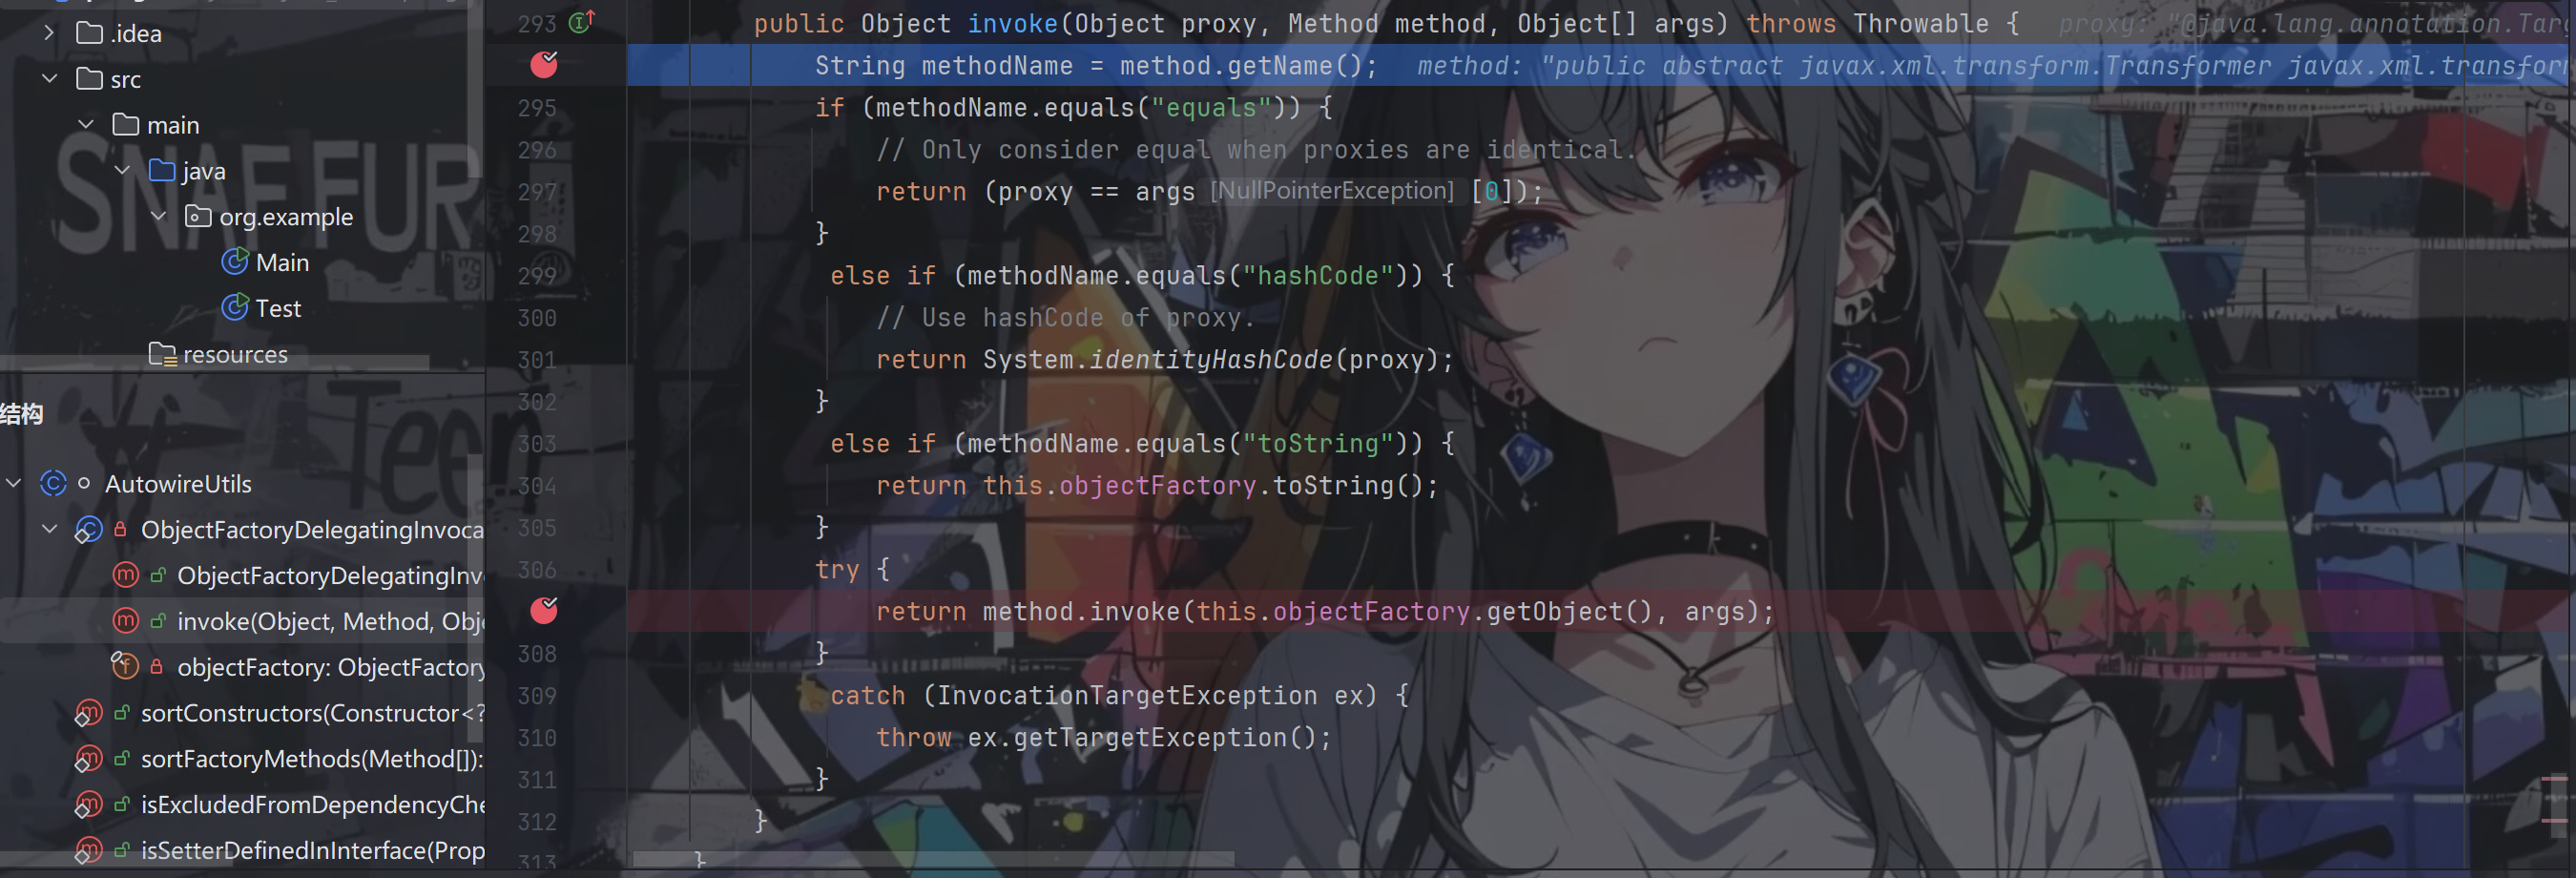 .idea
src
main
java
org.example
Main
Test
resources
结构
AutowireUtils
ObjectFactoryDelegatingInvoca
ObjectFactoryDelegatingInv
invoke(Object, Method, Obj
objectFactory: ObjectFactory
sortConstructors(Constructor<?
sortFactoryMethods(Method[]):
isExcludedFromDependencyChe
isSetterDefinedInInterface(Prop
293 public Object invoke(Object proxy, Method method, Object[] args) throws Throwable { proxy: "@java.lang.annotation.Tar
String methodName = method.getName(); method: "public abstract javax.xml.transform.Transformer javax.xml.transfor
295 if (methodName.equals("equals")) {
296 // Only consider equal when proxies are identical.
297 return (proxy == args [NullPointerException] [0]);
298 }
299 else if (methodName.equals("hashCode")) {
300 // Use hashCode of proxy.
301 return System.identityHashCode(proxy);
302 }
303 else if (methodName.equals("toString")) {
304 return this.objectFactory.toString();
305 }
306 try {
return method.invoke(this.objectFactory.getObject(), args);
308 }
309 catch (InvocationTargetException ex) {
310 throw ex.getTargetException();
311 }
312 }
313 }